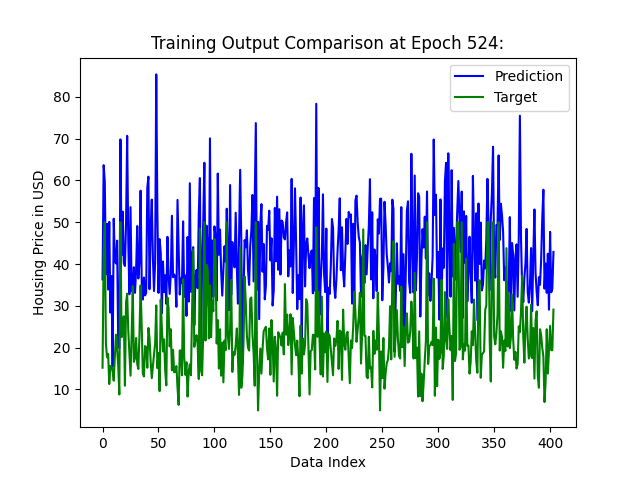 Training Output Comparison at Epoch 524:
Prediction
Target
Housing Price in USD
80
70
60
50
40
30
20
10
0 50 100 150 200 250 300 350 400
Data Index